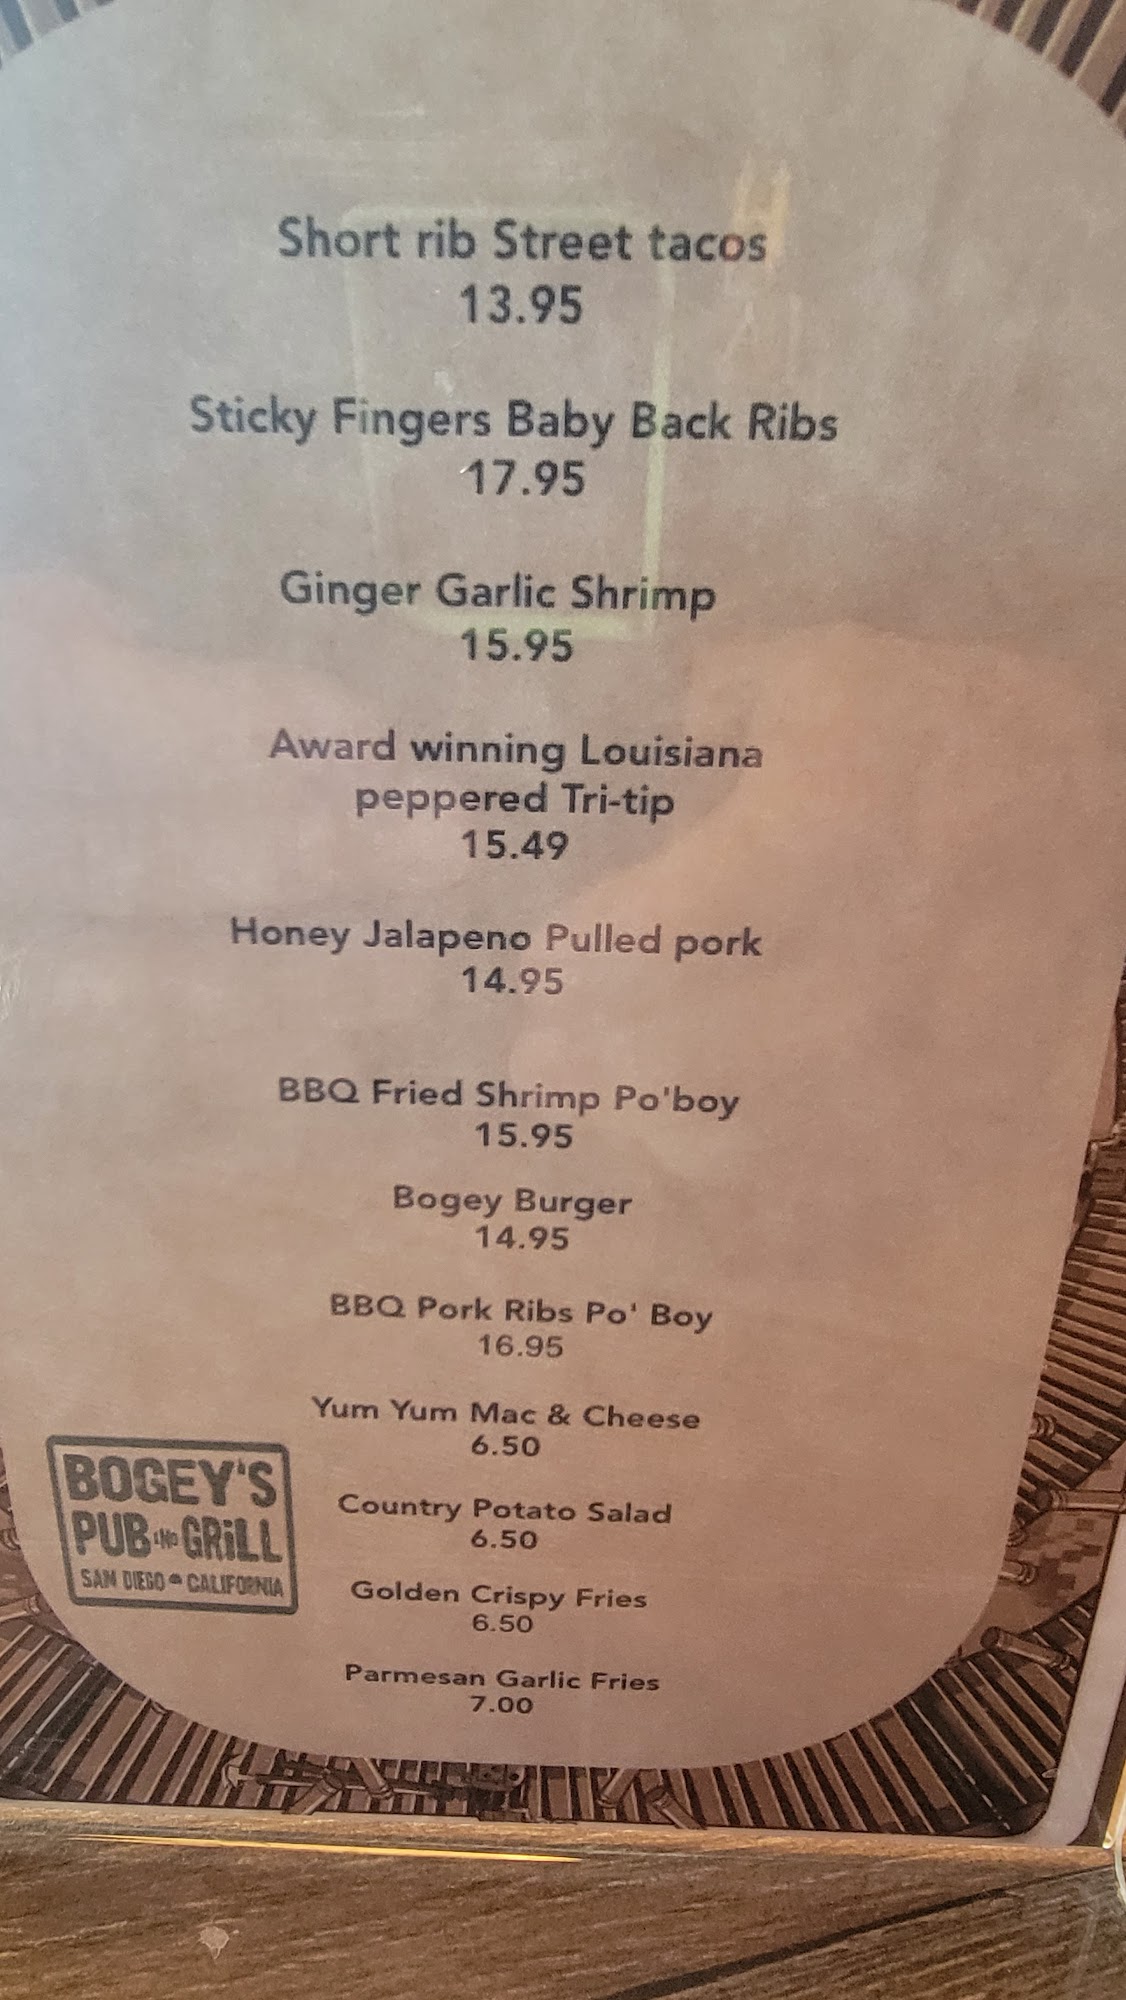 Short rib Street tacos
13.95
Sticky Fingers Baby Back Ribs
17.95
Ginger Garlic Shrimp
15.95
Award winning Louisiana
peppered Tri-tip
15.49
Honey Jalapeno Pulled pork
14.95
BBQ Fried Shrimp Po'boy
15.95
Bogey Burger
14.95
BBQ Pork Ribs Po' Boy
16.95
Yum Yum Mac & Cheese
6.50
Country Potato Salad
6.50
Golden Crispy Fries
6.50
Parmesan Garlic Fries
7.00
BOGEY'S
PUB AND GRILL
SAN DIEGO CALIFORNIA